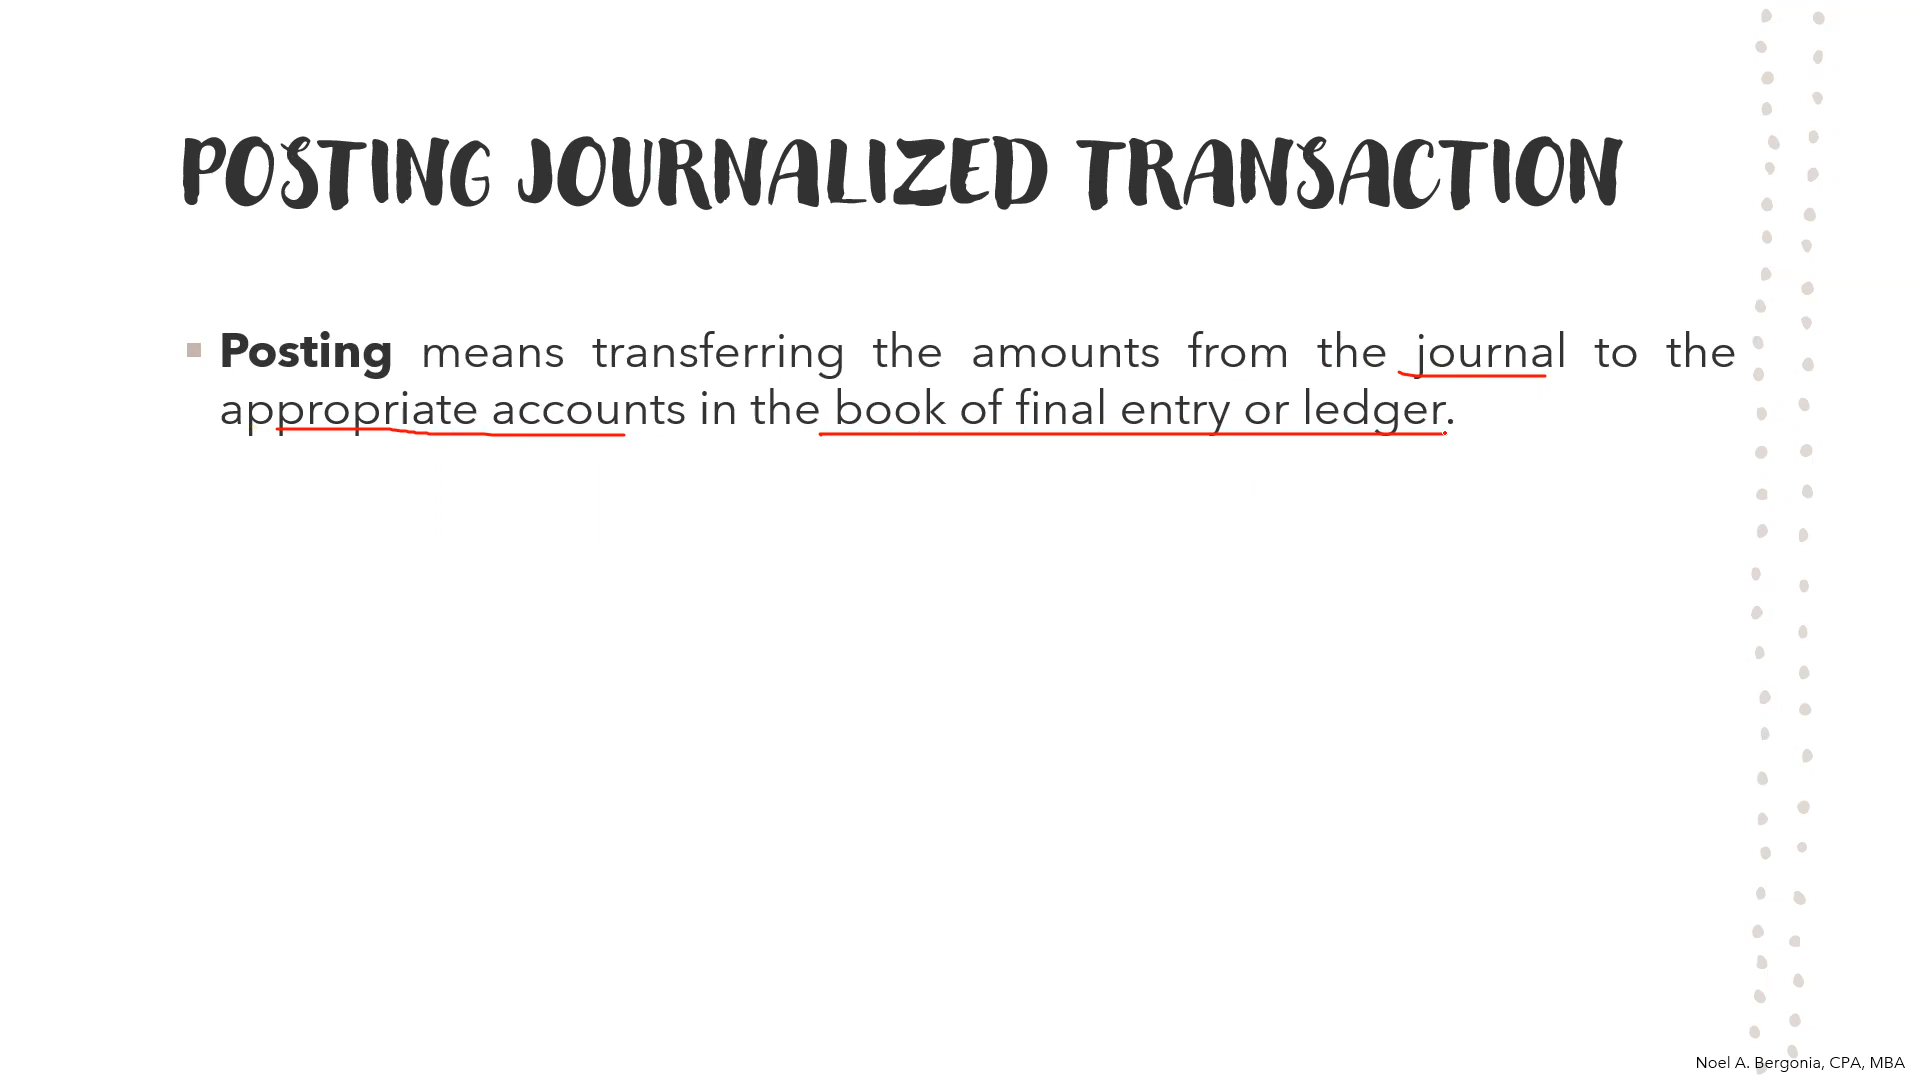 POSTING JOURNALIZED TRANSACTION
Posting means transferring the amounts from the journal to the
appropriate accounts in the book of final entry or ledger.
Noel A. Bergonia, CPA, MBA